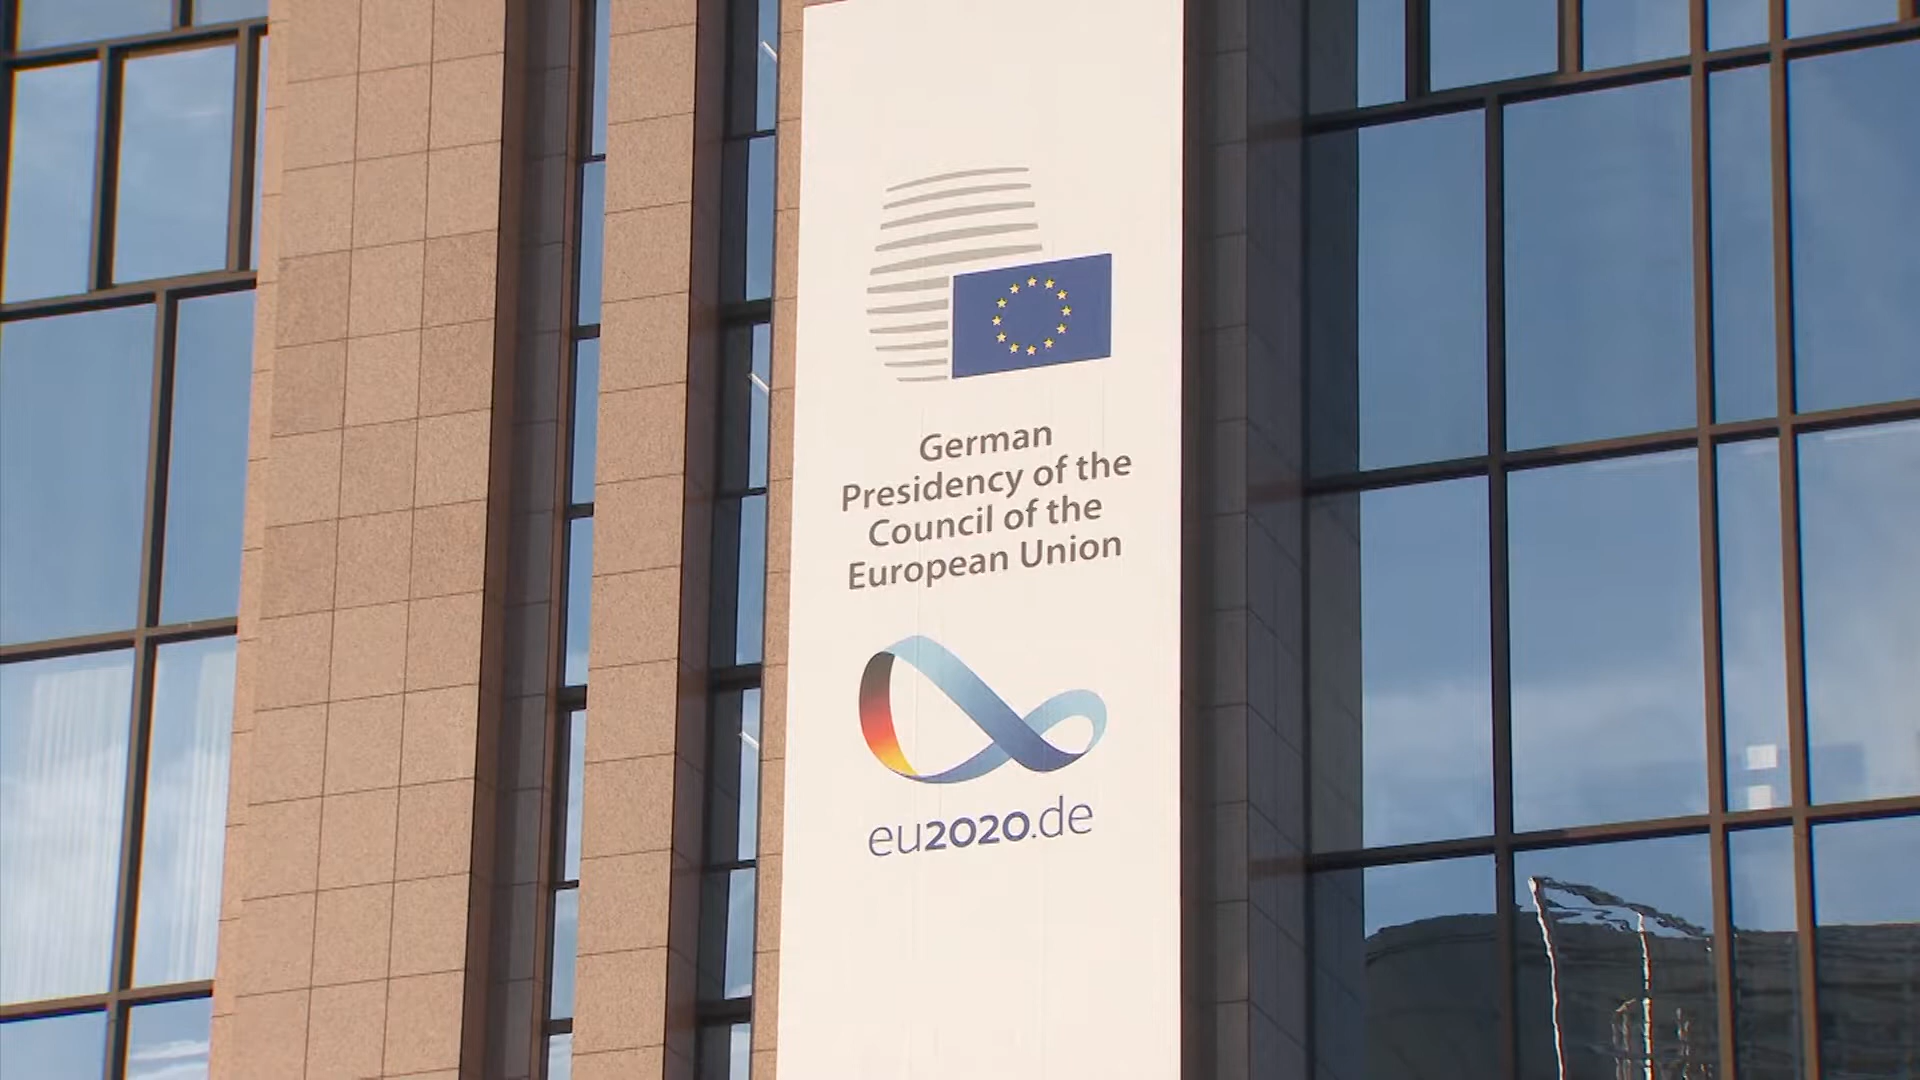 German
Presidency of the
Council of the
European Union
eu2020.de